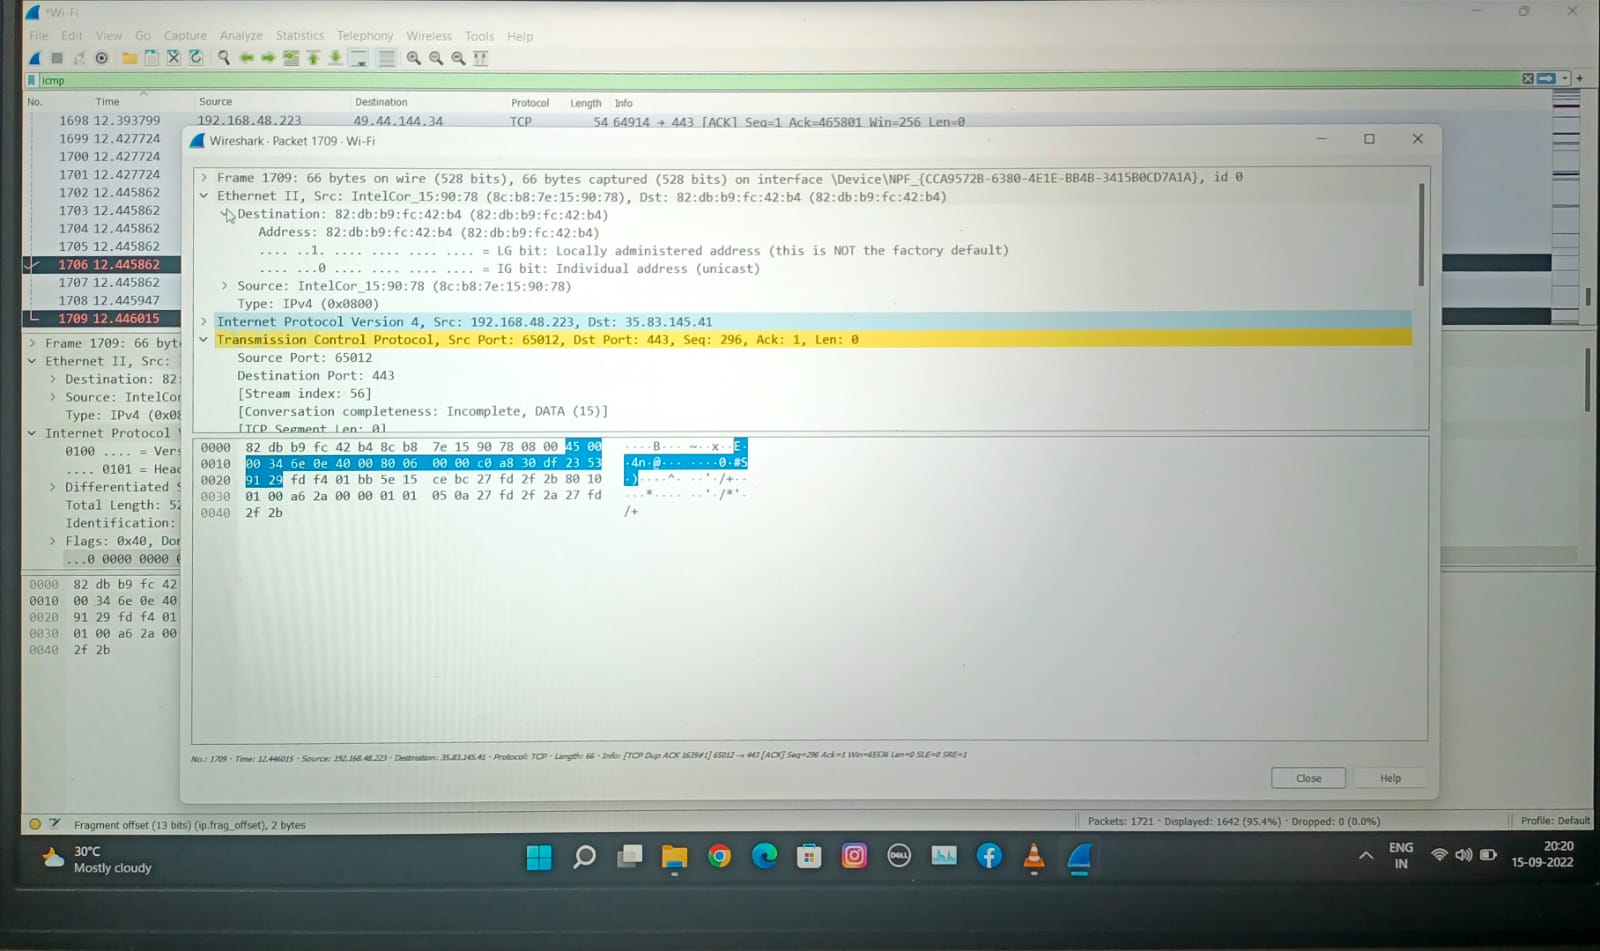 *Wi-Fi
File Edit View Go Capture Analyze Statistics Telephony Wireless Tools Help
icmp
No. Time Source Destination Protocol Length Info
1698 12.393799 192.168.48.223 49.44.144.34 TCP 54 64914 → 443 [ACK] Seq=1 Ack=465801 Win=256 Len=0
1699 12.427724
1700 12.427724
1701 12.427724
1702 12.445862
1703 12.445862
1704 12.445862
1705 12.445862
1706 12.445862
1707 12.445862
1708 12.445947
1709 12.446015
Frame 1709: 66 byt
Ethernet II, Src:
Destination: 82
Source: IntelCo
Type: IPv4 (0x08
Internet Protocol
0100 .... = Vers
.... 0101 = Head
Differentiated S
Total Length: 52
Identification:
Flags: 0x40, Don
...0 0000 0000 0
0000 82 db b9 fc 42
0010 00 34 6e 0e 40
0020 91 29 fd f4 01
0030 01 00 a6 2a 00
0040 2f 2b
Wireshark · Packet 1709 · Wi-Fi
Frame 1709: 66 bytes on wire (528 bits), 66 bytes captured (528 bits) on interface \Device\NPF_{CCA9572B-6380-4E1E-BB4B-3415B0CD7A1A}, id 0
Ethernet II, Src: IntelCor_15:90:78 (8c:b8:7e:15:90:78), Dst: 82:db:b9:fc:42:b4 (82:db:b9:fc:42:b4)
Destination: 82:db:b9:fc:42:b4 (82:db:b9:fc:42:b4)
Address: 82:db:b9:fc:42:b4 (82:db:b9:fc:42:b4)
.... ..1. .... .... .... .... = LG bit: Locally administered address (this is NOT the factory default)
.... ...0 .... .... .... .... = IG bit: Individual address (unicast)
Source: IntelCor_15:90:78 (8c:b8:7e:15:90:78)
Type: IPv4 (0x0800)
Internet Protocol Version 4, Src: 192.168.48.223, Dst: 35.83.145.41
Transmission Control Protocol, Src Port: 65012, Dst Port: 443, Seq: 296, Ack: 1, Len: 0
Source Port: 65012
Destination Port: 443
[Stream index: 56]
[Conversation completeness: Incomplete, DATA (15)]
[TCP Segment Len: 0]
0000 82 db b9 fc 42 b4 8c b8 7e 15 90 78 08 00 45 00 ····B··· ~··x··E·
0010 00 34 6e 0e 40 00 80 06 00 00 c0 a8 30 df 23 53 ·4n·@··· ····0·#S
0020 91 29 fd f4 01 bb 5e 15 ce bc 27 fd 2f 2b 80 10 ·)····^· ··'·/+··
0030 01 00 a6 2a 00 00 01 01 05 0a 27 fd 2f 2a 27 fd ···*···· ··'·/*'·
0040 2f 2b /+
No.: 1709 · Time: 12.446015 · Source: 192.168.48.223 · Destination: 35.83.145.41 · Protocol: TCP · Length: 66 · Info: [TCP Dup ACK 1639#1] 65012 → 443 [ACK] Seq=296 Ack=1 Win=65536 Len=0 SLE=0 SRE=1
Close Help
Fragment offset (13 bits) (ip.frag_offset), 2 bytes Packets: 1721 · Displayed: 1642 (95.4%) · Dropped: 0 (0.0%) Profile: Default
30°C
Mostly cloudy
DELL
ENG
IN
20:20
15-09-2022